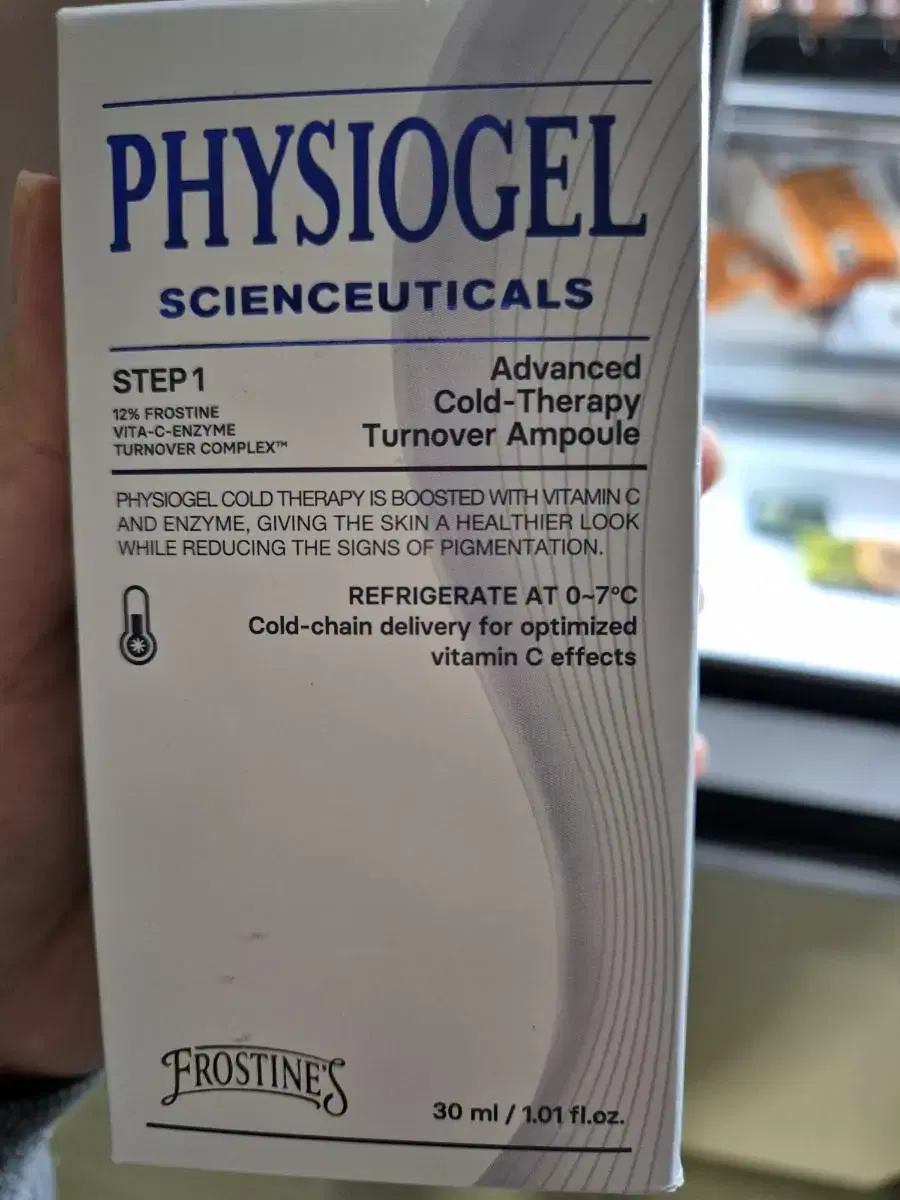 PHYSIOGEL
SCIENCEUTICALS
STEP 1
12% FROSTINE
VITA-C-ENZYME
TURNOVER COMPLEX™
Advanced
Cold-Therapy
Turnover Ampoule
PHYSIOGEL COLD THERAPY IS BOOSTED WITH VITAMIN C
AND ENZYME, GIVING THE SKIN A HEALTHIER LOOK
WHILE REDUCING THE SIGNS OF PIGMENTATION.
REFRIGERATE AT 0~7°C
Cold-chain delivery for optimized
vitamin C effects
FROSTINE'S
30 ml / 1.01 fl.oz.